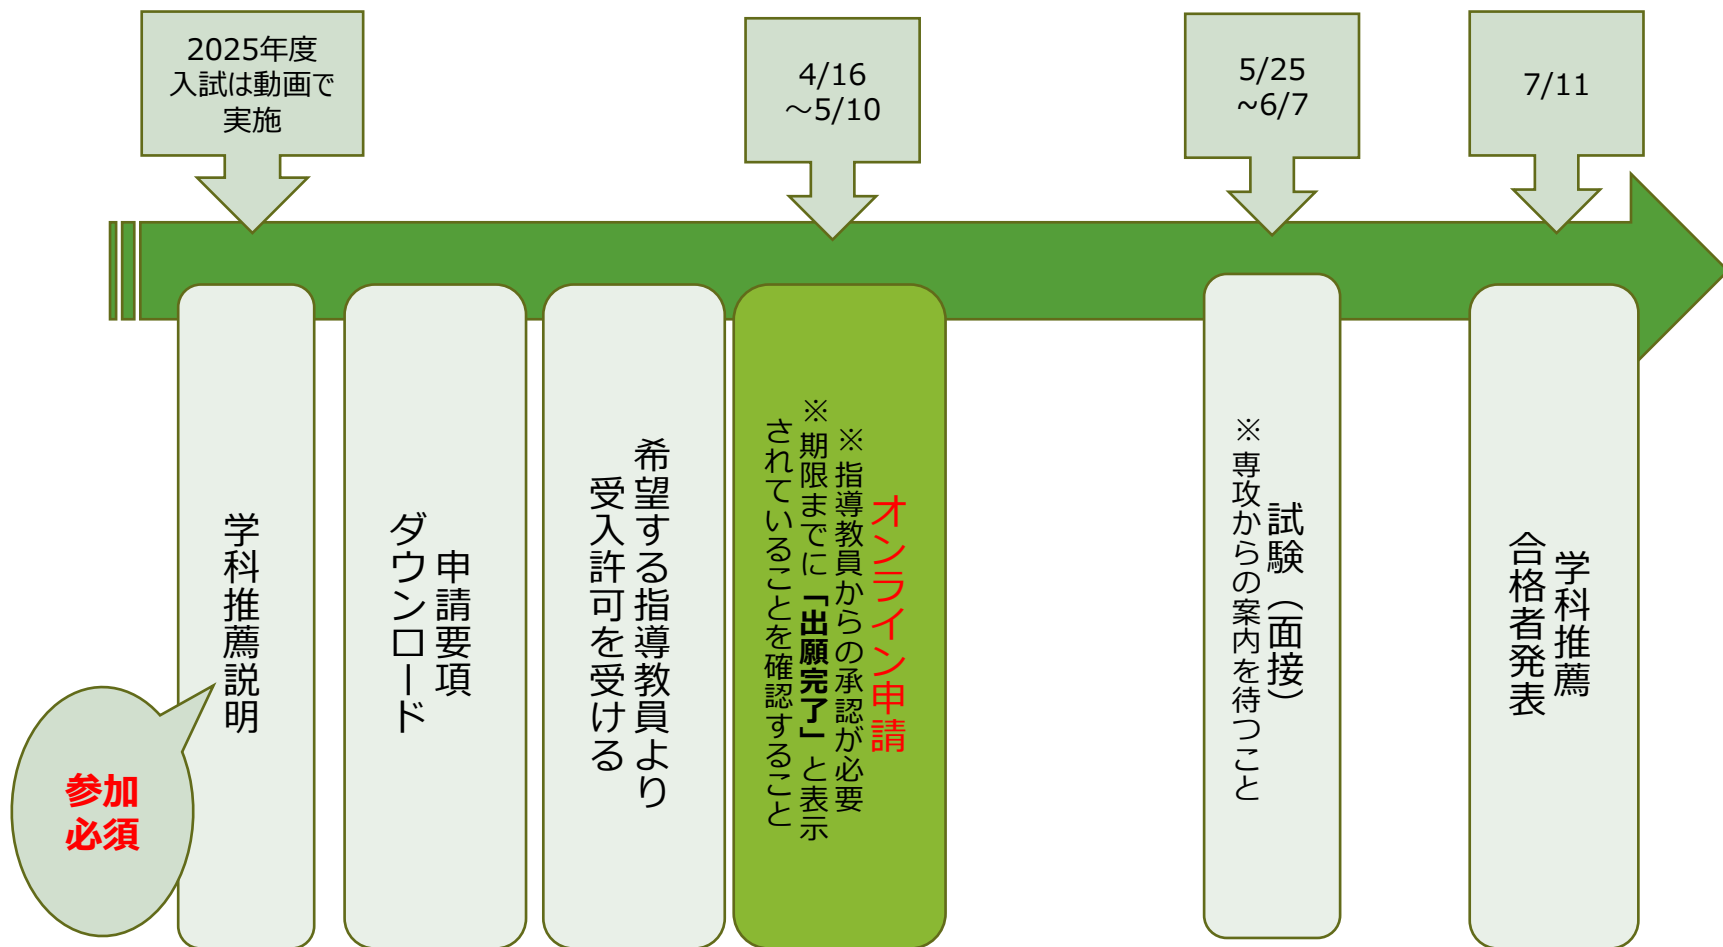 2025年度
入試は動画で
実施
4/16
～5/10
5/25
~6/7
7/11
学科推薦説明
参加
必須
申請要項
ダウンロード
希望する指導教員より
受入許可を受ける
オンライン申請
※指導教員からの承認が必要
※期限までに「出願完了」と表示
されていることを確認すること
試験（面接）
※専攻からの案内を待つこと
学科推薦
合格者発表